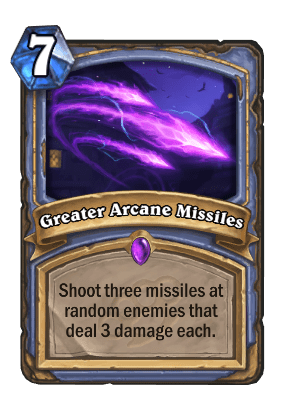 7
Greater Arcane Missiles
Shoot three missiles at
random enemies that
deal 3 damage each.